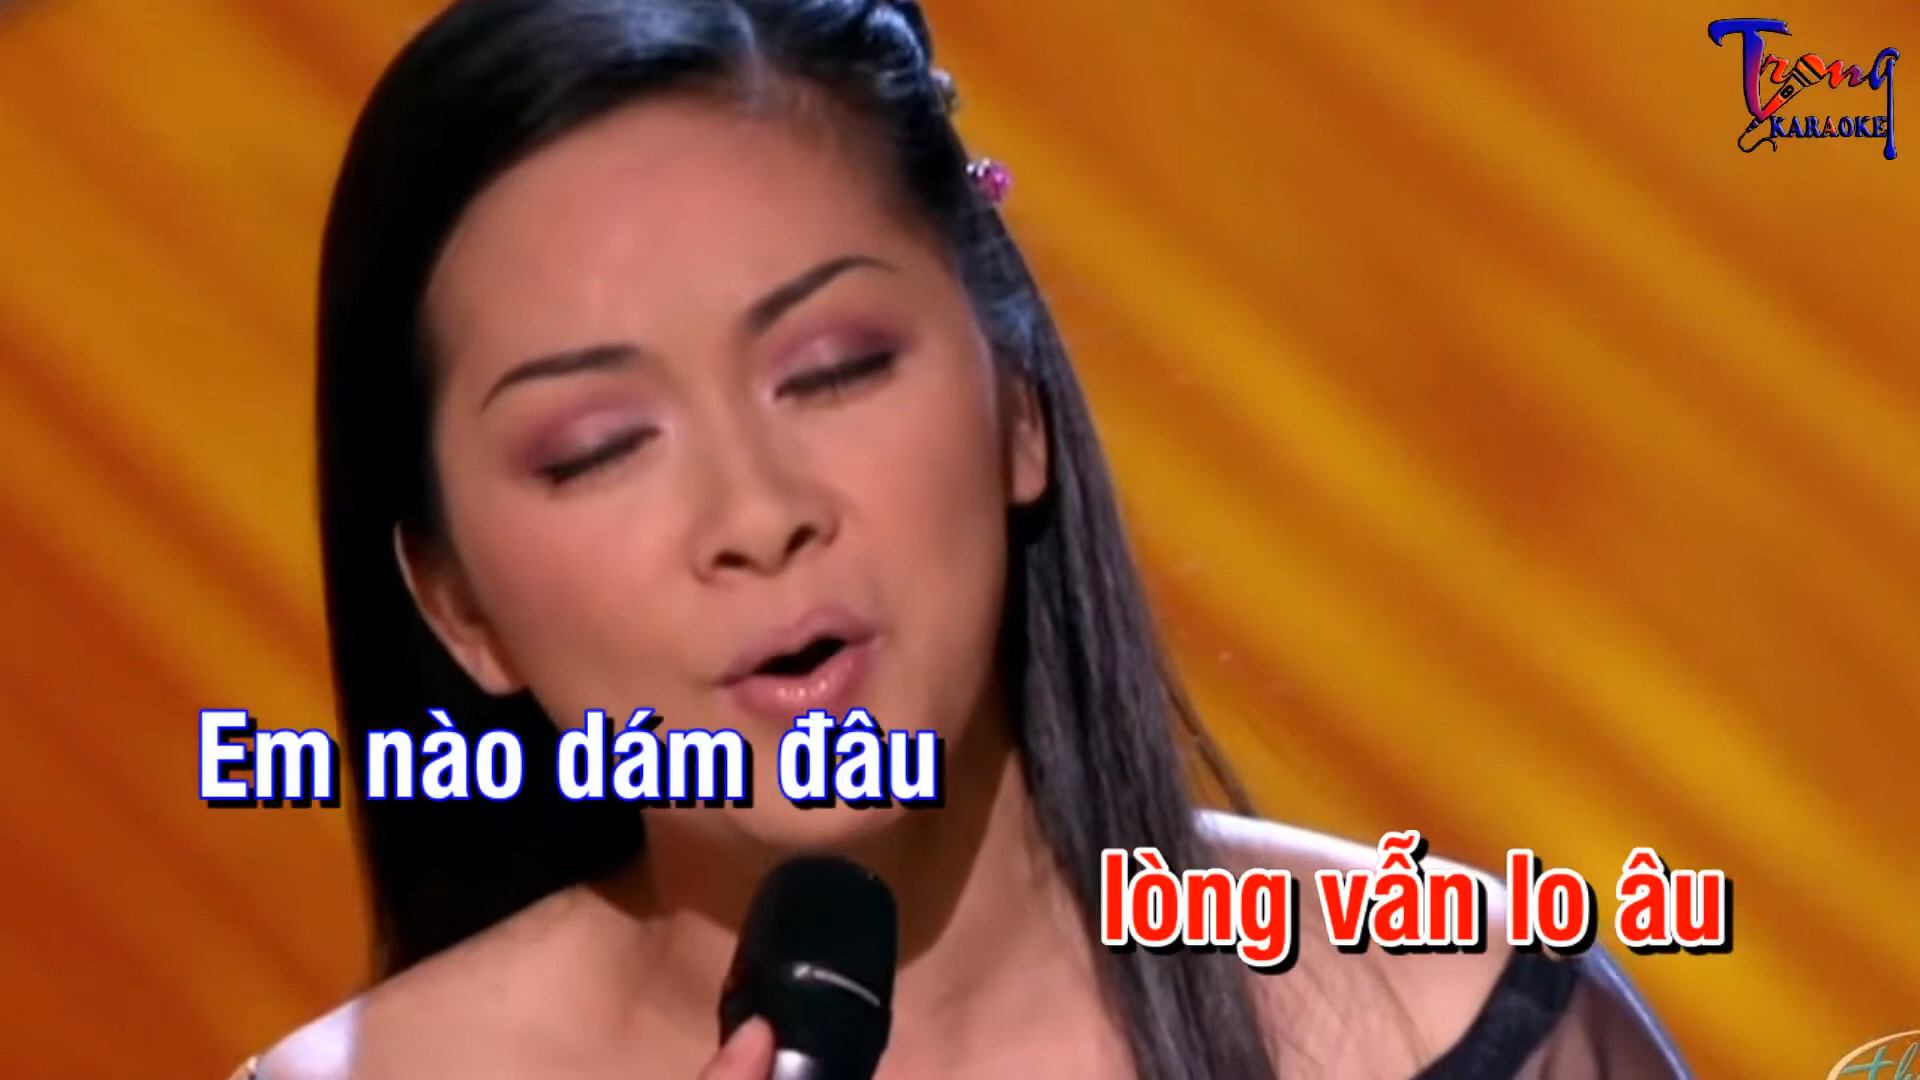 Trong
KARAOKE
Em nào dám đâu
lòng vẫn lo âu